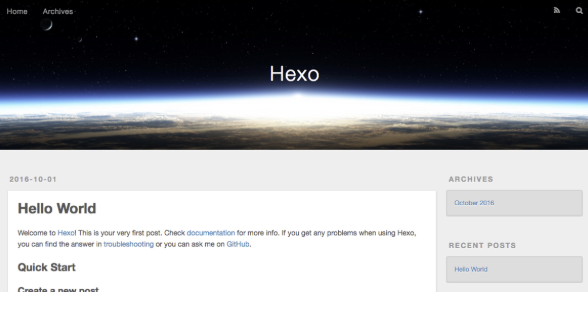 Home Archives
Hexo
2016-10-01
Hello World
Welcome to Hexo! This is your very first post. Check documentation for more info. If you get any problems when using Hexo,
you can find the answer in troubleshooting or you can ask me on GitHub.
Quick Start
Create a new post
ARCHIVES
October 2016
RECENT POSTS
Hello World